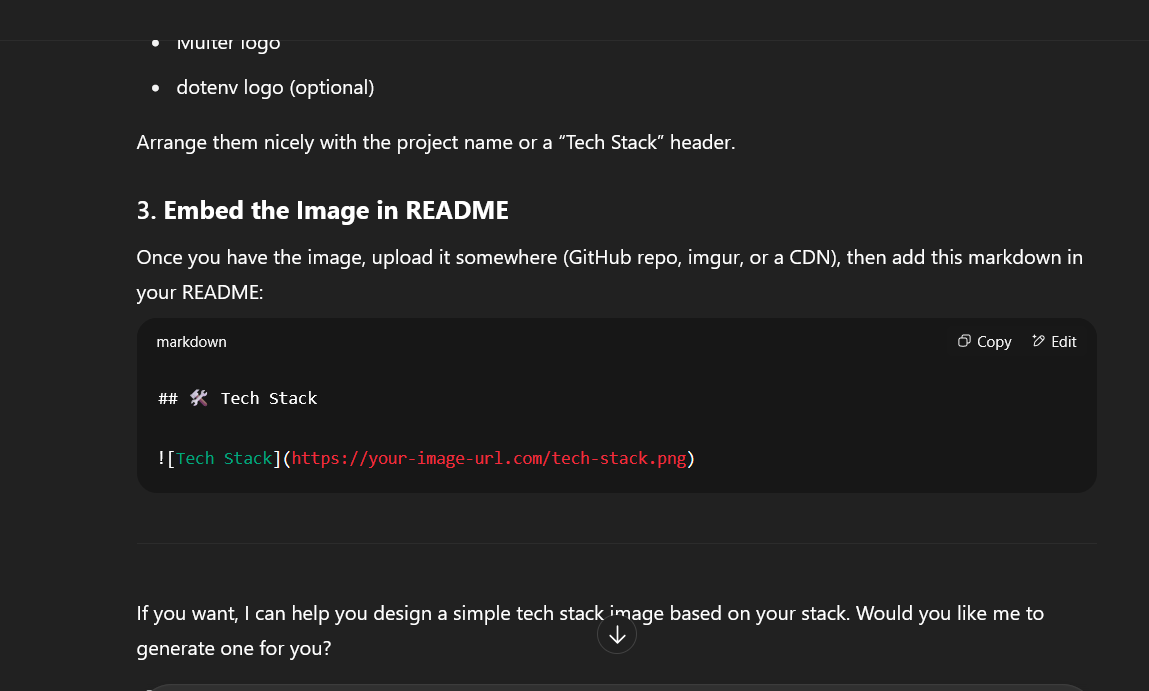 Multer logo
dotenv logo (optional)
Arrange them nicely with the project name or a “Tech Stack” header.
3. Embed the Image in README
Once you have the image, upload it somewhere (GitHub repo, imgur, or a CDN), then add this markdown in
your README:
markdown
Copy
Edit
## 🛠️ Tech Stack
![Tech Stack](https://your-image-url.com/tech-stack.png)
If you want, I can help you design a simple tech stack image based on your stack. Would you like me to
generate one for you?